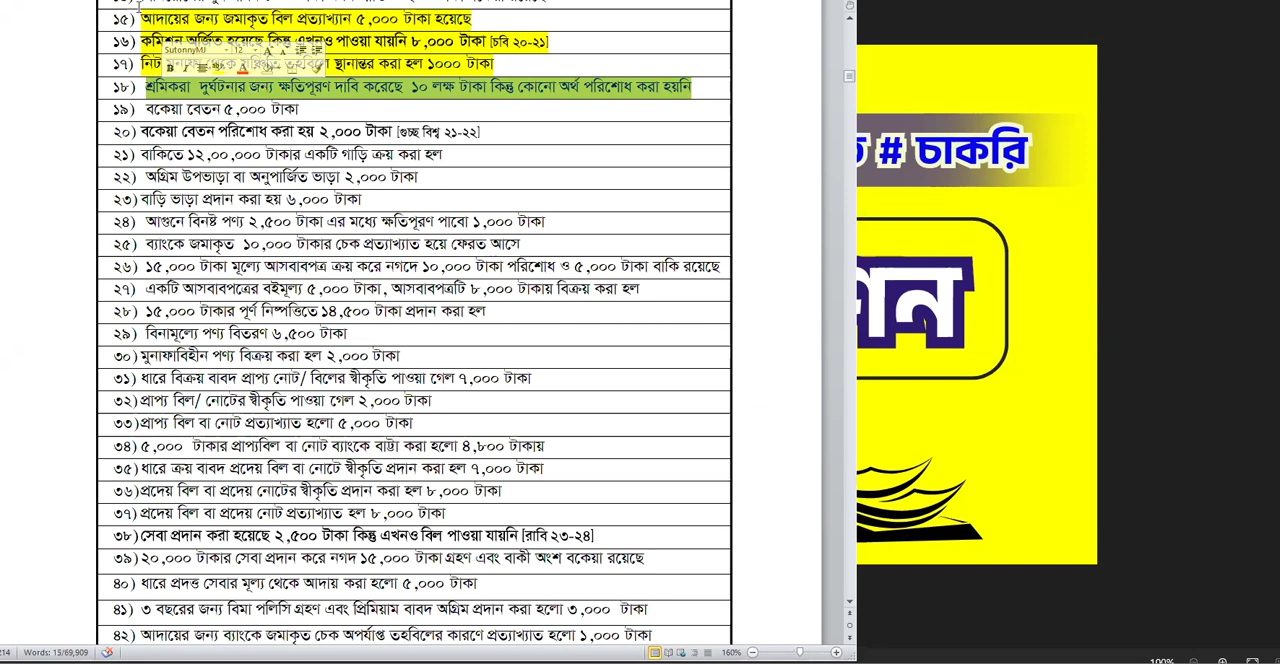 ১৫) আদায়ের জন্য জমাকৃত বিল প্রত্যাখ্যান ৫,০০০ টাকা হয়েছে
১৬) কমিশন অর্জিত হয়েছে কিন্তু এখনও পাওয়া যায়নি ৮,০০০ টাকা [চবি ২০-২১]
SutonnyMJ 12
১৭) নিট মুনাফা থেকে সঞ্চিতি তহবিলে স্থানান্তর করা হল ১০০০ টাকা
১৮) শ্রমিকরা দুর্ঘটনার জন্য ক্ষতিপূরণ দাবি করেছে ১০ লক্ষ টাকা কিন্তু কোনো অর্থ পরিশোধ করা হয়নি
১৯) বকেয়া বেতন ৫,০০০ টাকা
২০) বকেয়া বেতন পরিশোধ করা হয় ২,০০০ টাকা [গুচ্ছ বিশ্ব ২১-২২]
২১) বাকিতে ১২,০০,০০০ টাকার একটি গাড়ি ক্রয় করা হল
২২) অগ্রিম উপভাড়া বা অনুপার্জিত ভাড়া ২,০০০ টাকা
২৩) বাড়ি ভাড়া প্রদান করা হয় ৬,০০০ টাকা
২৪) আগুনে বিনষ্ট পণ্য ২,৫০০ টাকা এর মধ্যে ক্ষতিপূরণ পাবো ১,০০০ টাকা
২৫) ব্যাংকে জমাকৃত ১০,০০০ টাকার চেক প্রত্যাখ্যাত হয়ে ফেরত আসে
২৬) ১৫,০০০ টাকা মূল্যে আসবাবপত্র ক্রয় করে নগদে ১০,০০০ টাকা পরিশোধ ও ৫,০০০ টাকা বাকি রয়েছে
২৭) একটি আসবাবপত্রের বইমূল্য ৫,০০০ টাকা, আসবাবপত্রটি ৮,০০০ টাকায় বিক্রয় করা হল
২৮) ১৫,০০০ টাকার পূর্ণ নিষ্পত্তিতে ১৪,৫০০ টাকা প্রদান করা হল
২৯) বিনামূল্যে পণ্য বিতরণ ৬,৫০০ টাকা
৩০) মুনাফাবিহীন পণ্য বিক্রয় করা হল ২,০০০ টাকা
৩১) ধারে বিক্রয় বাবদ প্রাপ্য নোট/ বিলের স্বীকৃতি পাওয়া গেল ৭,০০০ টাকা
৩২) প্রাপ্য বিল/ নোটের স্বীকৃতি পাওয়া গেল ২,০০০ টাকা
৩৩) প্রাপ্য বিল বা নোট প্রত্যাখ্যাত হলো ৫,০০০ টাকা
৩৪) ৫,০০০ টাকার প্রাপ্যবিল বা নোট ব্যাংকে বাট্টা করা হলো ৪,৮০০ টাকায়
৩৫) ধারে ক্রয় বাবদ প্রদেয় বিল বা নোটে স্বীকৃতি প্রদান করা হল ৭,০০০ টাকা
৩৬) প্রদেয় বিল বা প্রদেয় নোটের স্বীকৃতি প্রদান করা হল ৮,০০০ টাকা
৩৭) প্রদেয় বিল বা প্রদেয় নোট প্রত্যাখ্যাত হল ৮,০০০ টাকা
৩৮) সেবা প্রদান করা হয়েছে ২,৫০০ টাকা কিন্তু এখনও বিল পাওয়া যায়নি [রাবি ২৩-২৪]
৩৯) ২০,০০০ টাকার সেবা প্রদান করে নগদ ১৫,০০০ টাকা গ্রহণ এবং বাকী অংশ বকেয়া রয়েছে
৪০) ধারে প্রদত্ত সেবার মূল্য থেকে আদায় করা হলো ৫,০০০ টাকা
৪১) ৩ বছরের জন্য বিমা পলিসি গ্রহণ এবং প্রিমিয়াম বাবদ অগ্রিম প্রদান করা হলো ৩,০০০ টাকা
৪২) আদায়ের জন্য ব্যাংকে জমাকৃত চেক অপর্যাপ্ত তহবিলের কারণে প্রত্যাখ্যাত হলো ১,০০০ টাকা
# চাকরি
Words: 15/69,909
160%